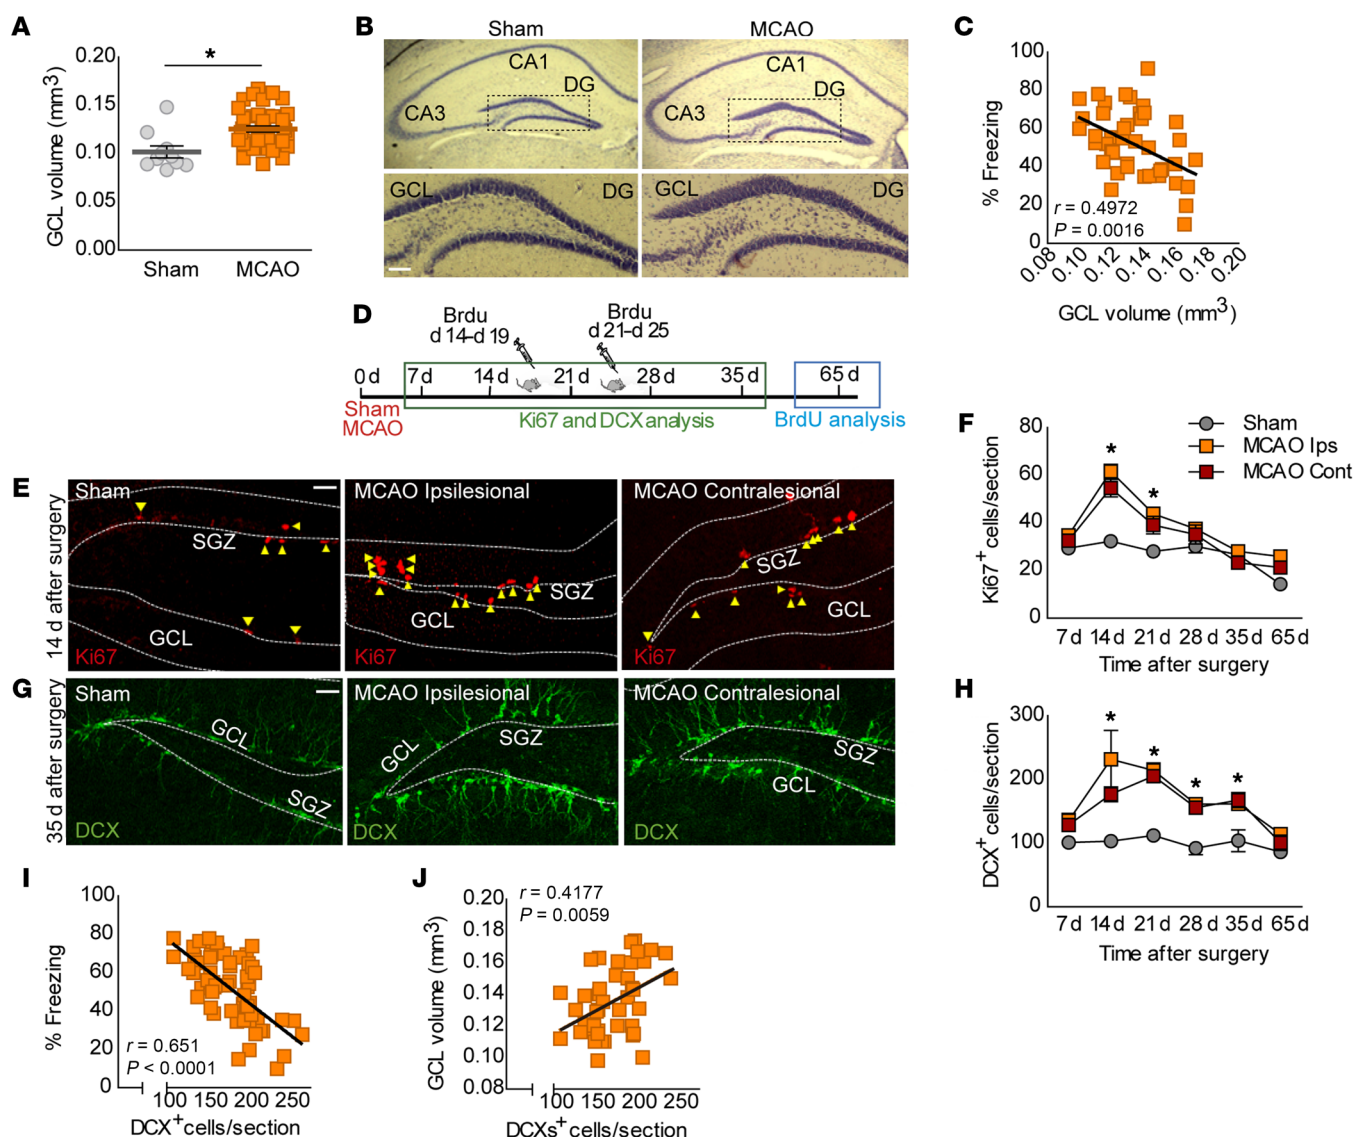 A
GCL volume (mm3)
0.20
0.15
0.10
0.05
0.00
*
Sham
MCAO
B
Sham
MCAO
CA1
DG
CA3
CA1
DG
CA3
GCL
DG
GCL
DG
C
% Freezing
100
80
60
40
20
0
r = 0.4972
P = 0.0016
0.08
0.10
0.12
0.14
0.16
0.18
0.20
GCL volume (mm3)
D
Brdu
d 14–d 19
Brdu
d 21–d 25
0 d
7 d
14 d
21 d
28 d
35 d
65 d
Sham
MCAO
Ki67 and DCX analysis
BrdU analysis
E
14 d after surgery
Sham
SGZ
GCL
Ki67
MCAO Ipsilesional
SGZ
GCL
Ki67
MCAO Contralesional
SGZ
GCL
Ki67
F
Ki67+ cells/section
80
60
40
20
0
*
*
Sham
MCAO Ips
MCAO Cont
7 d
14 d
21 d
28 d
35 d
65 d
Time after surgery
G
35 d after surgery
Sham
GCL
SGZ
DCX
MCAO Ipsilesional
GCL
SGZ
DCX
MCAO Contralesional
SGZ
GCL
DCX
H
DCX+ cells/section
300
200
100
0
*
*
*
*
7 d
14 d
21 d
28 d
35 d
65 d
Time after surgery
I
% Freezing
100
80
60
40
20
0
r = 0.651
P < 0.0001
100
150
200
250
DCX+ cells/section
J
GCL volume (mm3)
0.20
0.18
0.16
0.14
0.12
0.10
0.08
r = 0.4177
P = 0.0059
100
150
200
250
DCXs+ cells/section